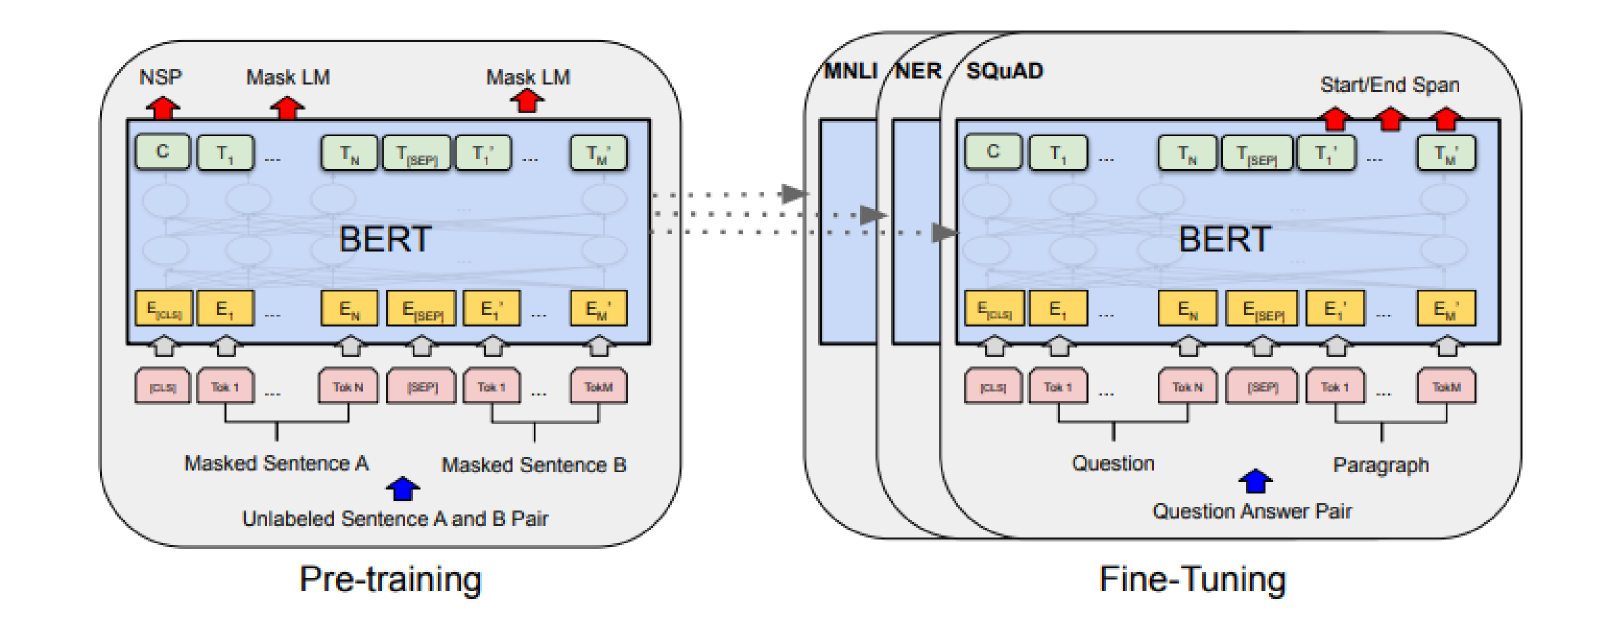 NSP Mask LM Mask LM
C T1 ... TN T[SEP] T1' ... TM'
...
BERT
...
E[CLS] E1 ... EN E[SEP] E1' ... EM'
[CLS] Tok 1 ... Tok N [SEP] Tok 1 ... TokM
Masked Sentence A Masked Sentence B
Unlabeled Sentence A and B Pair
Pre-training
MNLI NER SQuAD
Start/End Span
C T1 ... TN T[SEP] T1' ... TM'
...
BERT
...
E[CLS] E1 ... EN E[SEP] E1' ... EM'
[CLS] Tok 1 ... Tok N [SEP] Tok 1 ... TokM
Question Paragraph
Question Answer Pair
Fine-Tuning